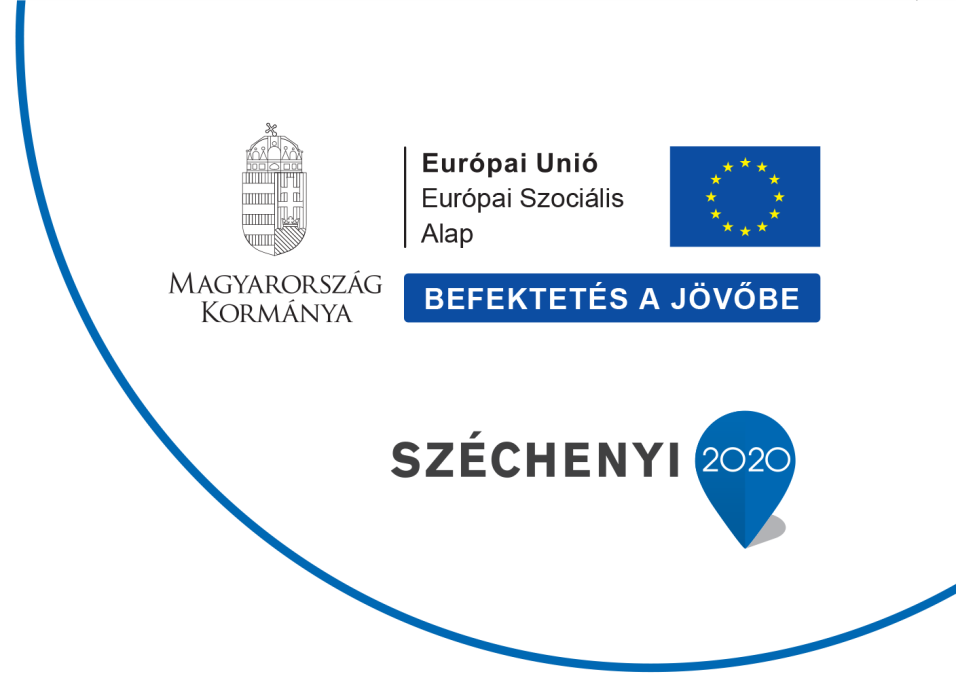 Európai Unió
Európai Szociális
Alap
MAGYARORSZÁG
KORMÁNYA
BEFEKTETÉS A JÖVŐBE
SZÉCHENYI 2020